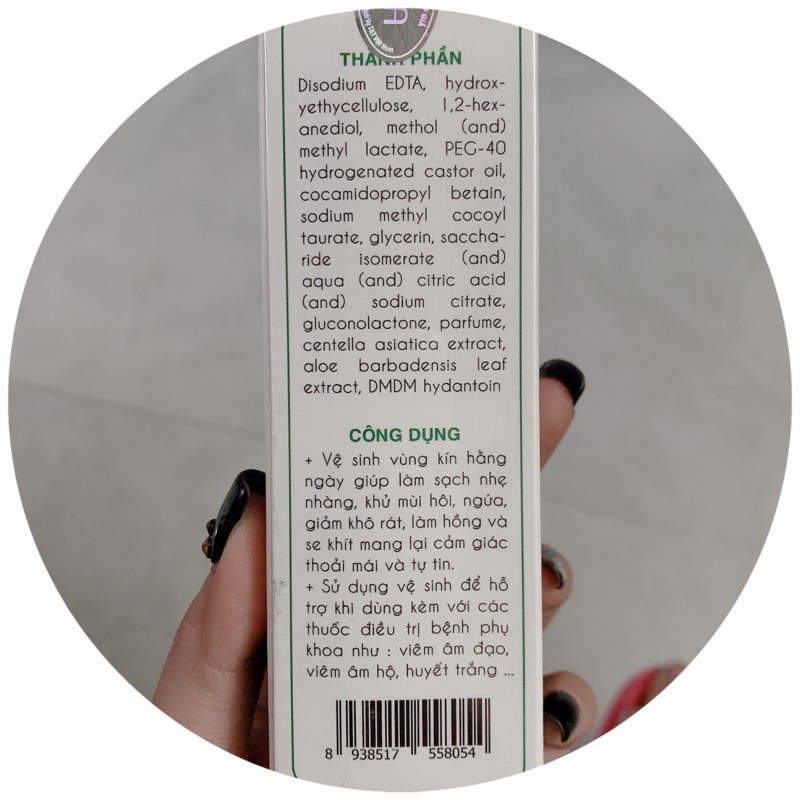 THÀNH PHẦN
Disodium EDTA, hydrox-
yethycellulose, 1,2-hex-
anediol, methol (and)
methyl lactate, PEG-40
hydrogenated castor oil,
cocamidopropyl betain,
sodium methyl cocoyl
taurate, glycerin, saccha-
ride isomerate (and)
aqua (and) citric acid
(and) sodium citrate,
gluconolactone, parfume,
centella asiatica extract,
aloe barbadensis leaf
extract, DMDM hydantoin
CÔNG DỤNG
+ Vệ sinh vùng kín hằng
ngày giúp làm sạch nhẹ
nhàng, khử mùi hôi, ngứa,
giảm khô rát, làm hồng và
se khít mang lại cảm giác
thoải mái và tự tin.
+ Sử dụng vệ sinh để hỗ
trợ khi dùng kèm với các
thuốc điều trị bệnh phụ
khoa như : viêm âm đạo,
viêm âm hộ, huyết trắng ...
8 938517 558054